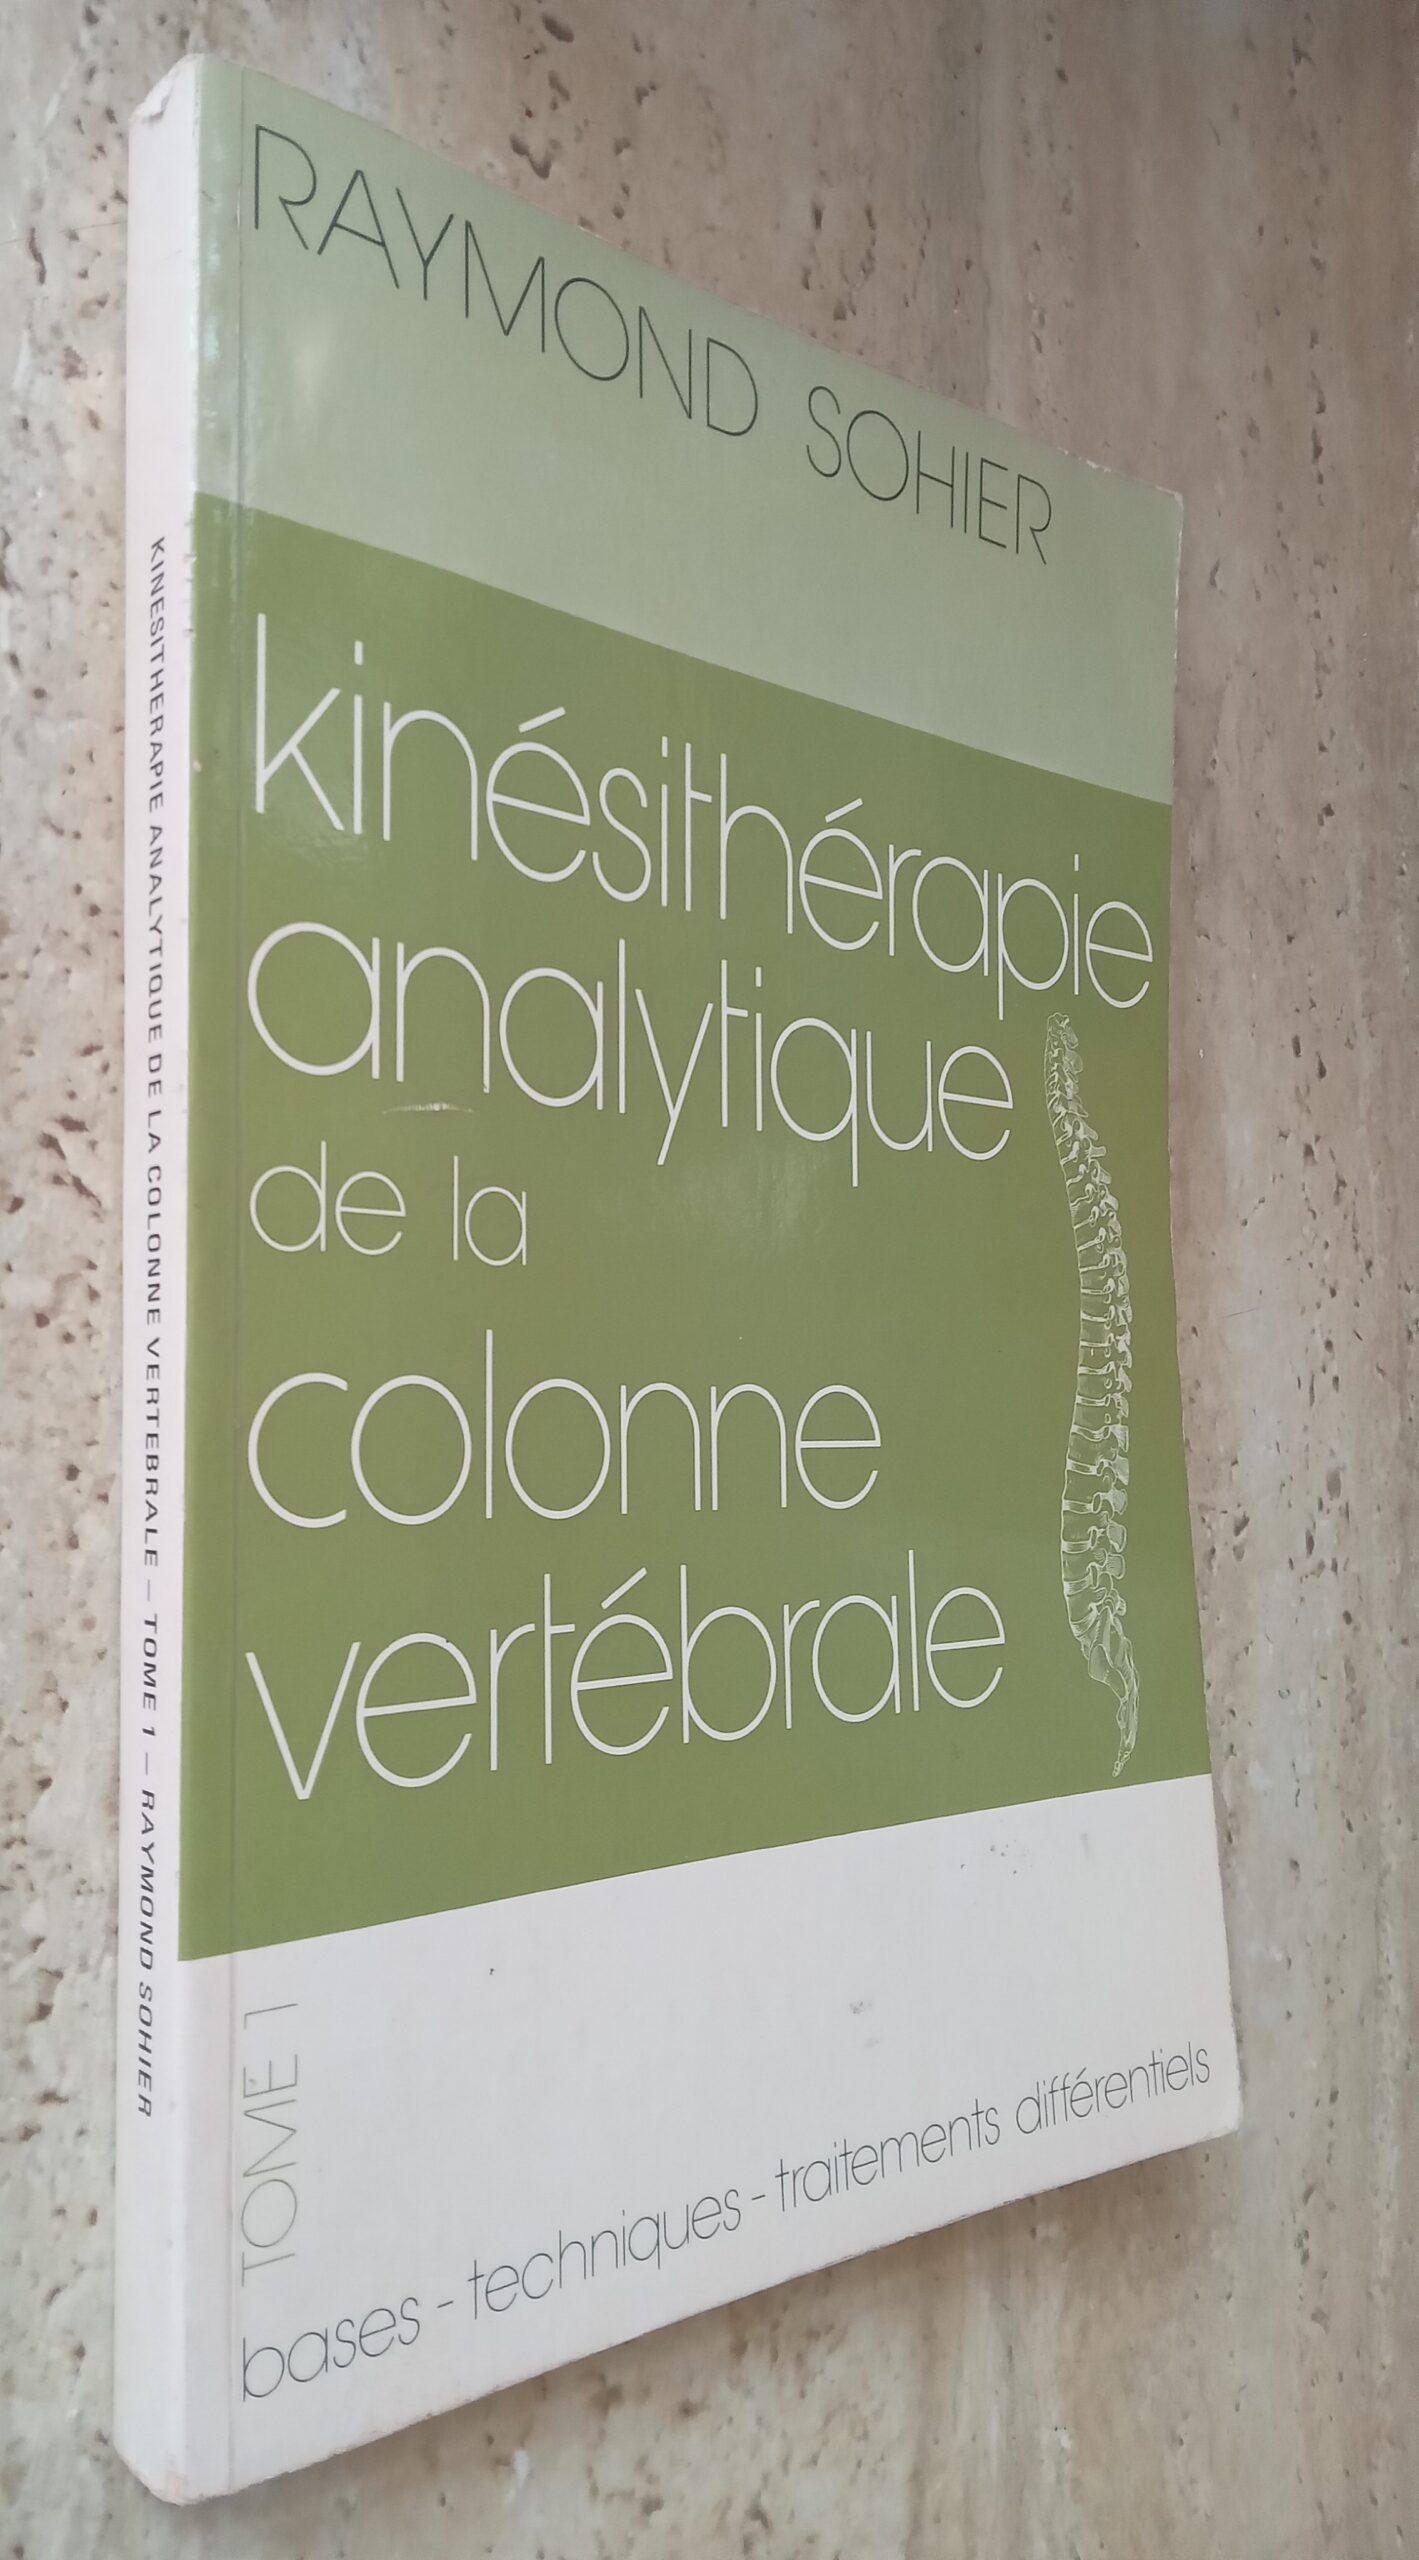 RAYMOND SOHIER
kinésithérapie
analytique
de la
colonne
vertébrale
TOME 1
bases - techniques - traitements différentiels
KINESITHERAPIE ANALYTIQUE DE LA COLONNE VERTEBRALE – TOME 1 – RAYMOND SOHIER